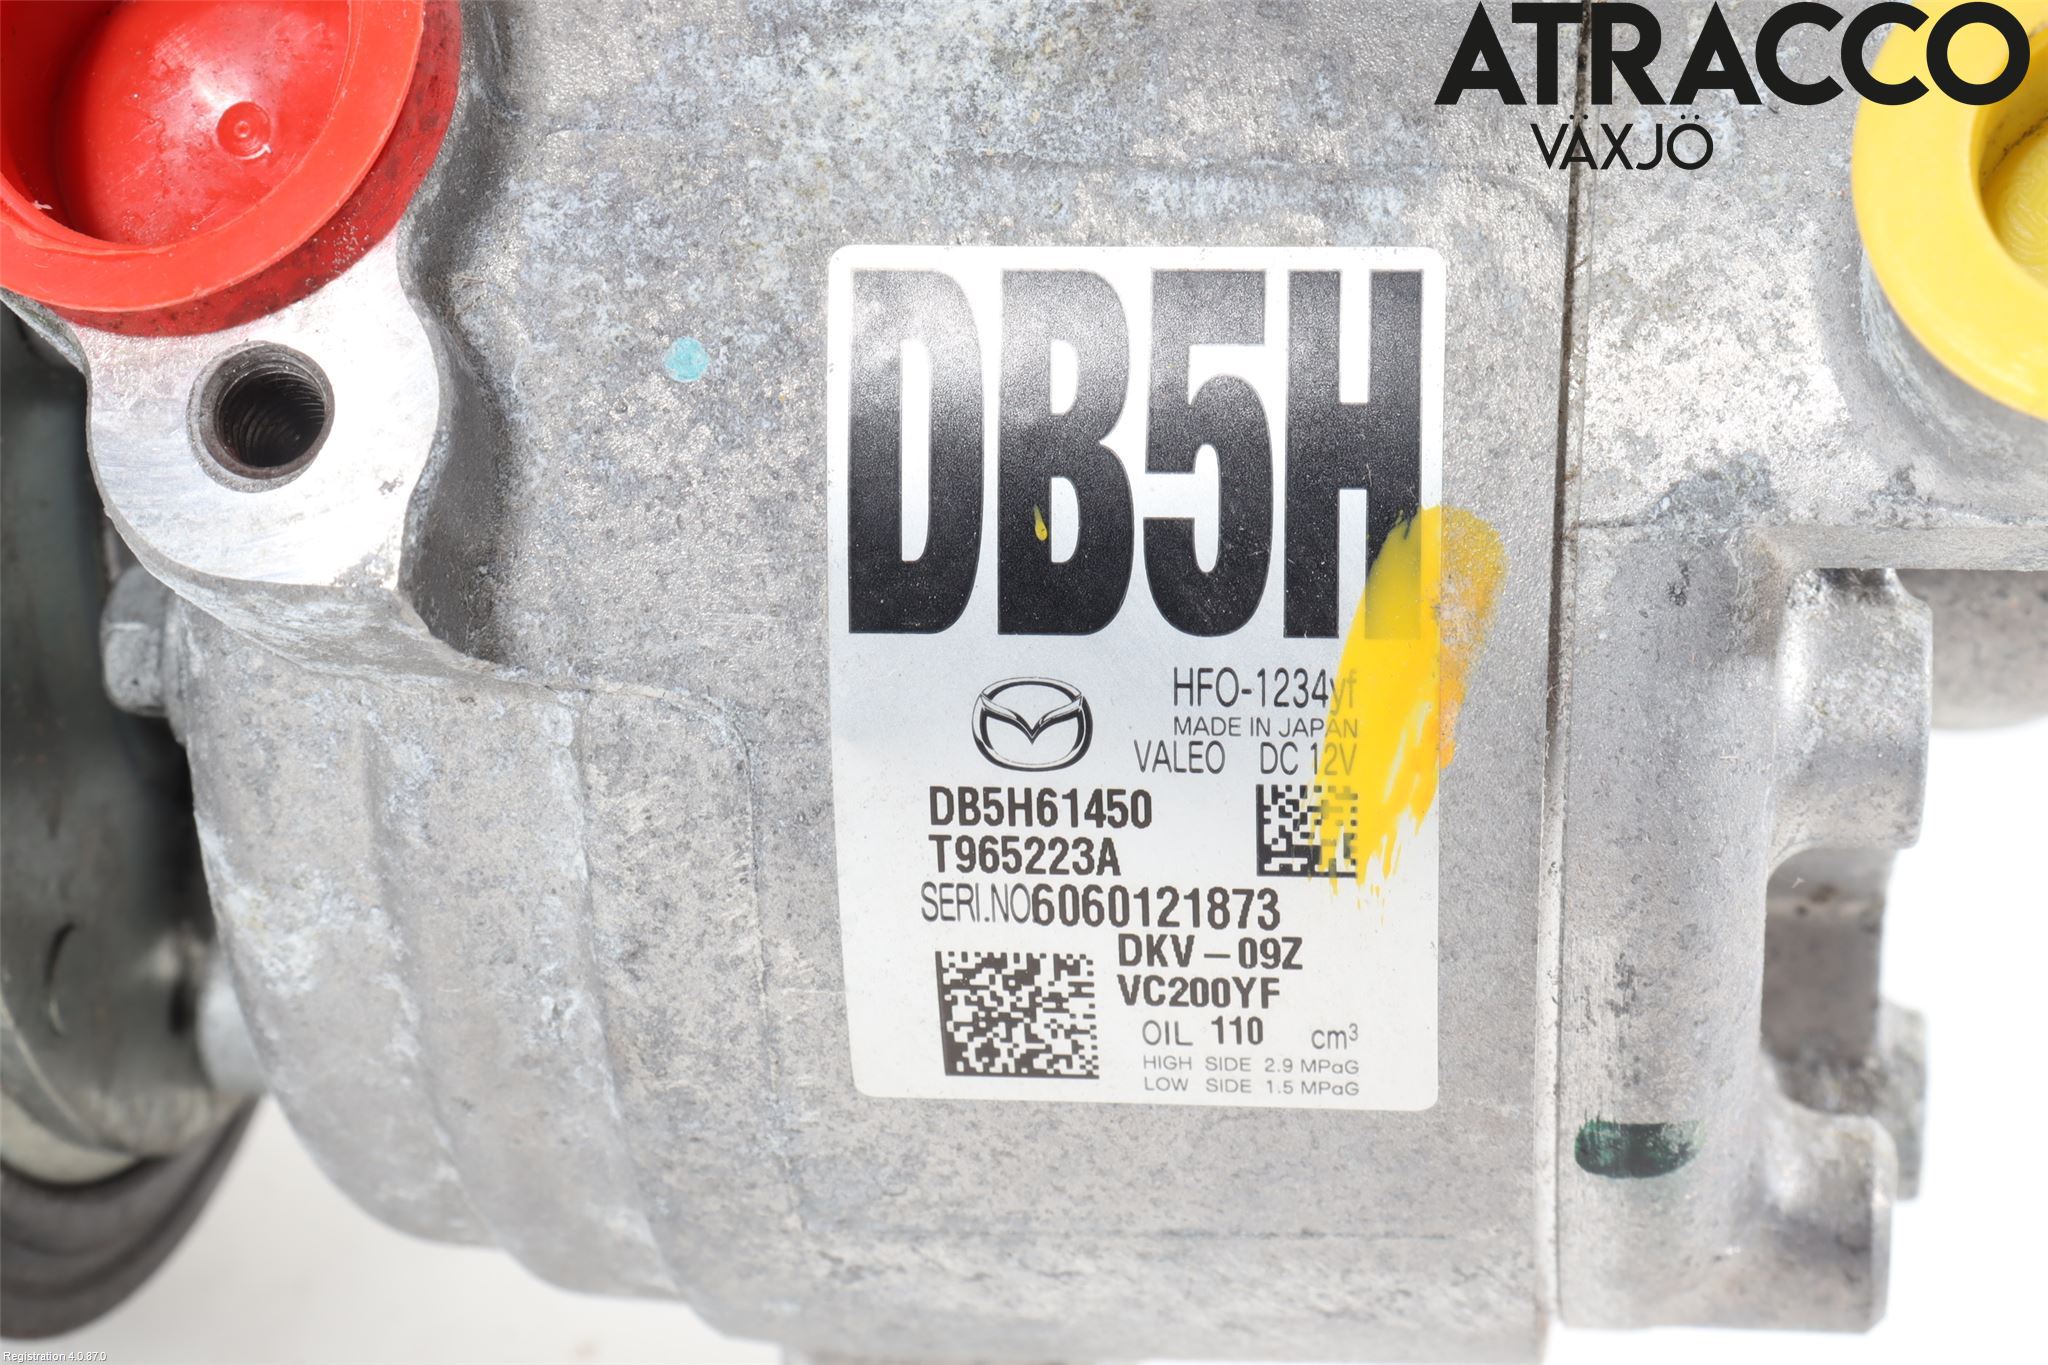 ATRACCO
VÄXJÖ
DB5H
HFO-1234yf
MADE IN JAPAN
VALEO DC 12V
DB5H61450
T965223A
SERI.NO6060121873
DKV-09Z
VC200YF
OIL 110 cm³
HIGH SIDE 2.9 MPaG
LOW SIDE 1.5 MPaG
Registration 4.0.87.0